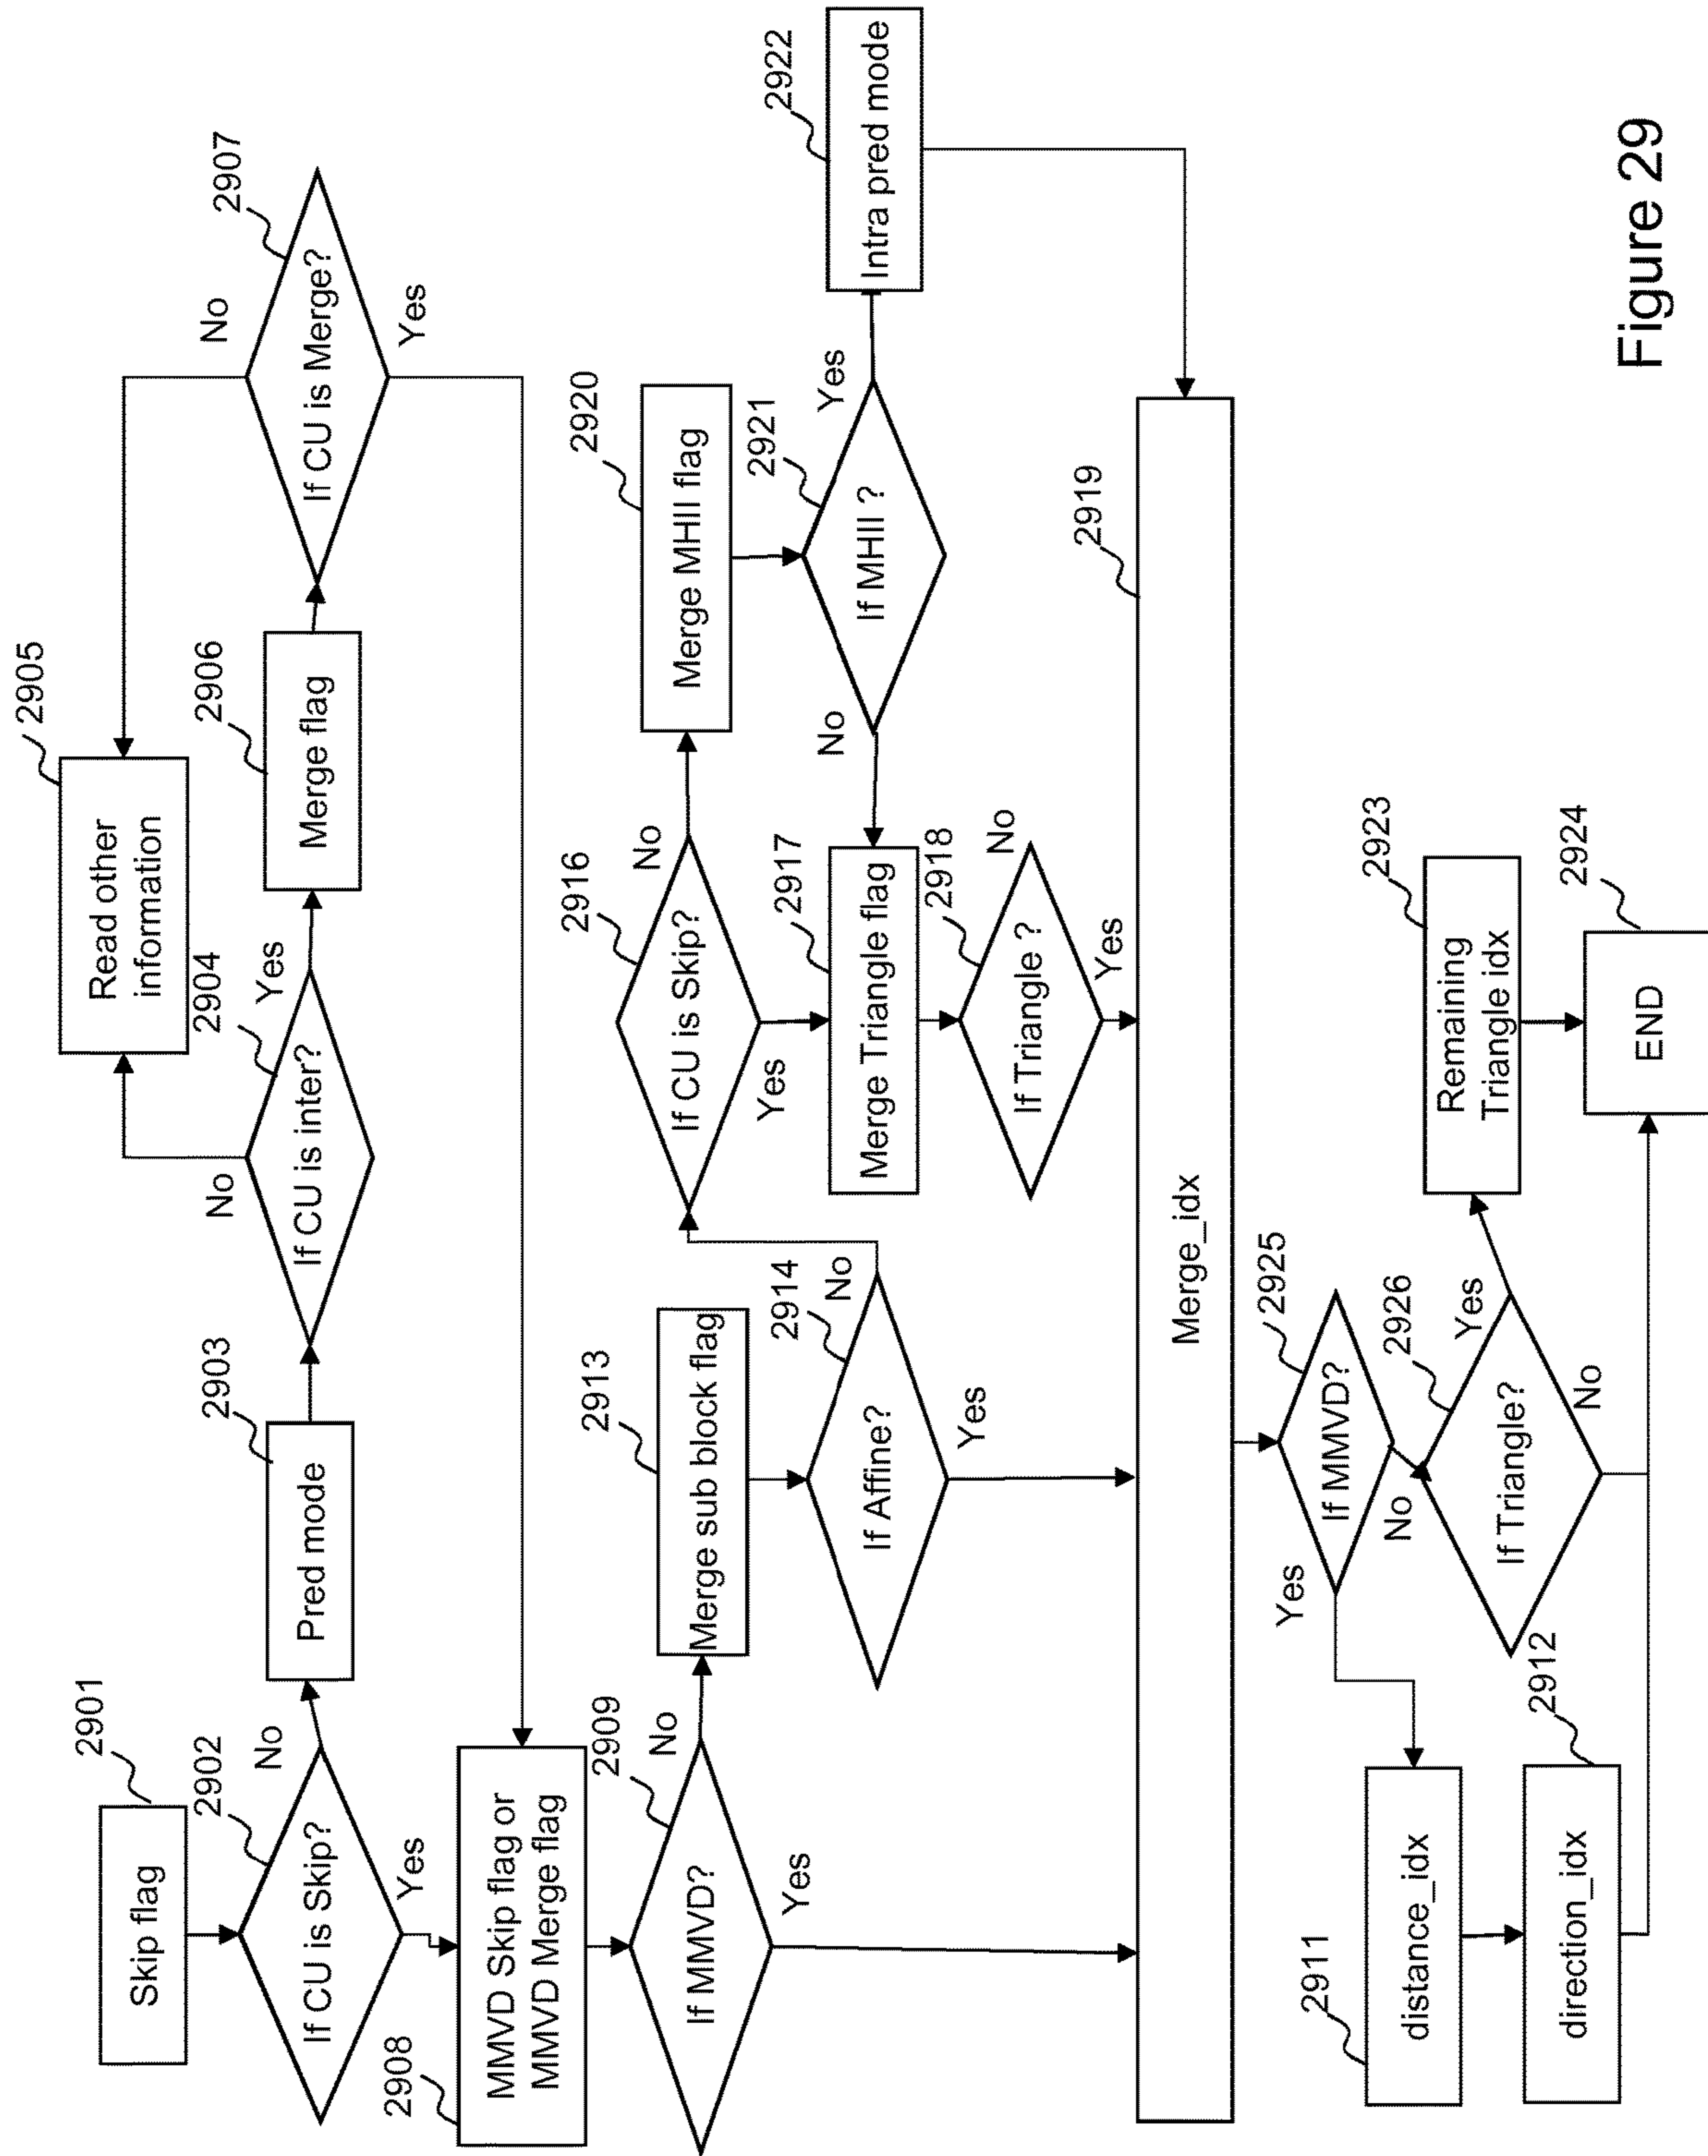 2901
Skip flag
2902
If CU is Skip?
No
Yes
2903
Pred mode
2904
If CU is inter?
No
Yes
2905
Read other
information
2906
Merge flag
2907
If CU is Merge?
No
Yes
2908
MMVD Skip flag or
MMVD Merge flag
2909
If MMVD?
No
Yes
2913
Merge sub block flag
2914
If Affine?
No
Yes
2916
If CU is Skip?
No
Yes
2917
Merge Triangle flag
2918
If Triangle ?
No
Yes
2920
Merge MHII flag
2921
If MHII ?
No
Yes
2922
Intra pred mode
2919
Merge_idx
2925
If MMVD?
Yes
No
2926
If Triangle?
Yes
No
2911
distance_idx
2912
direction_idx
2923
Remaining
Triangle idx
2924
END
Figure 29